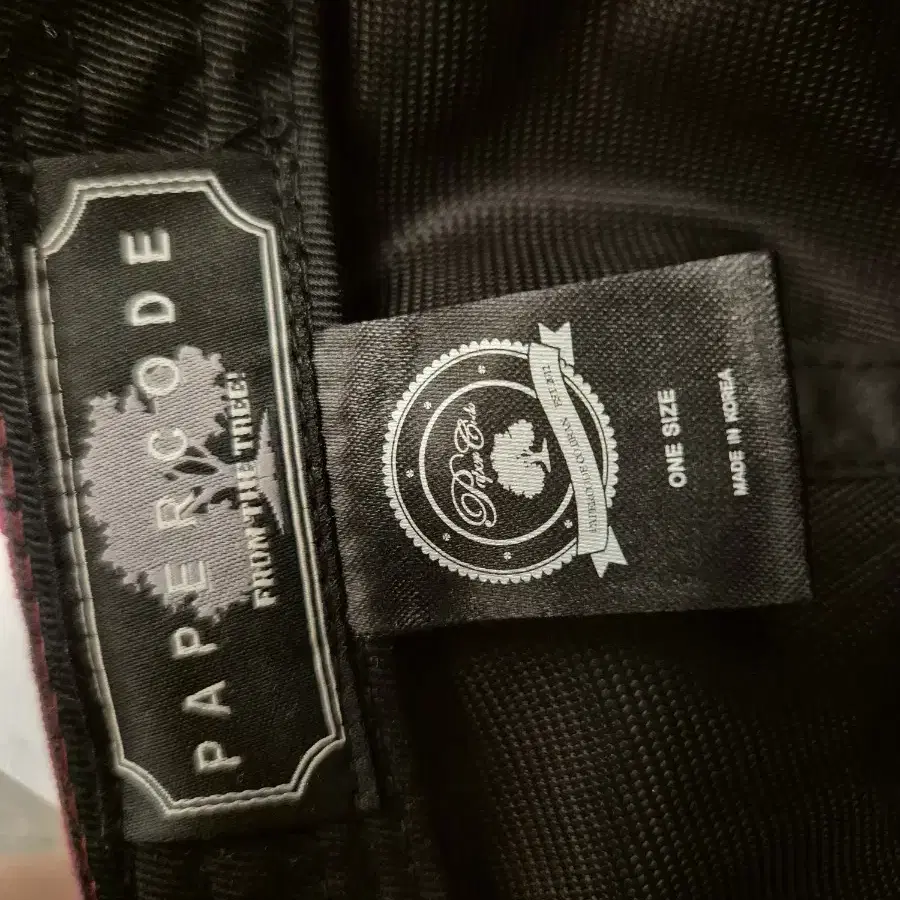 PAPERCODE
FROM THE TREE!
Paper Code
ONE SIZE
MADE IN KOREA